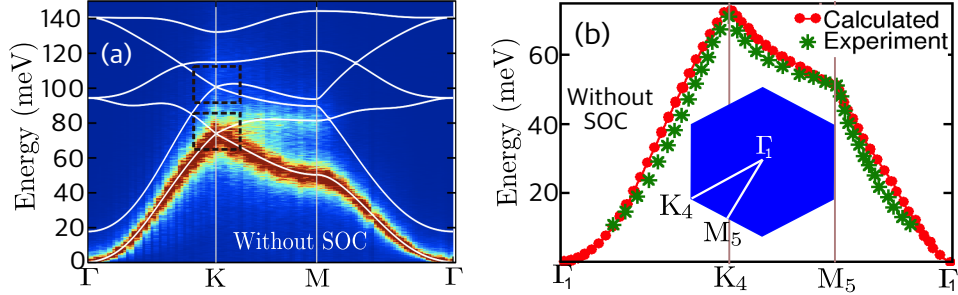 140
120
100
80
60
40
20
0
Energy (meV)
(a)
Without SOC
Γ
K
M
Γ
(b)
Calculated
Experiment
Without
SOC
60
40
20
Energy (meV)
Γ1
K4
M5
Γ1
K4
M5
Γ1